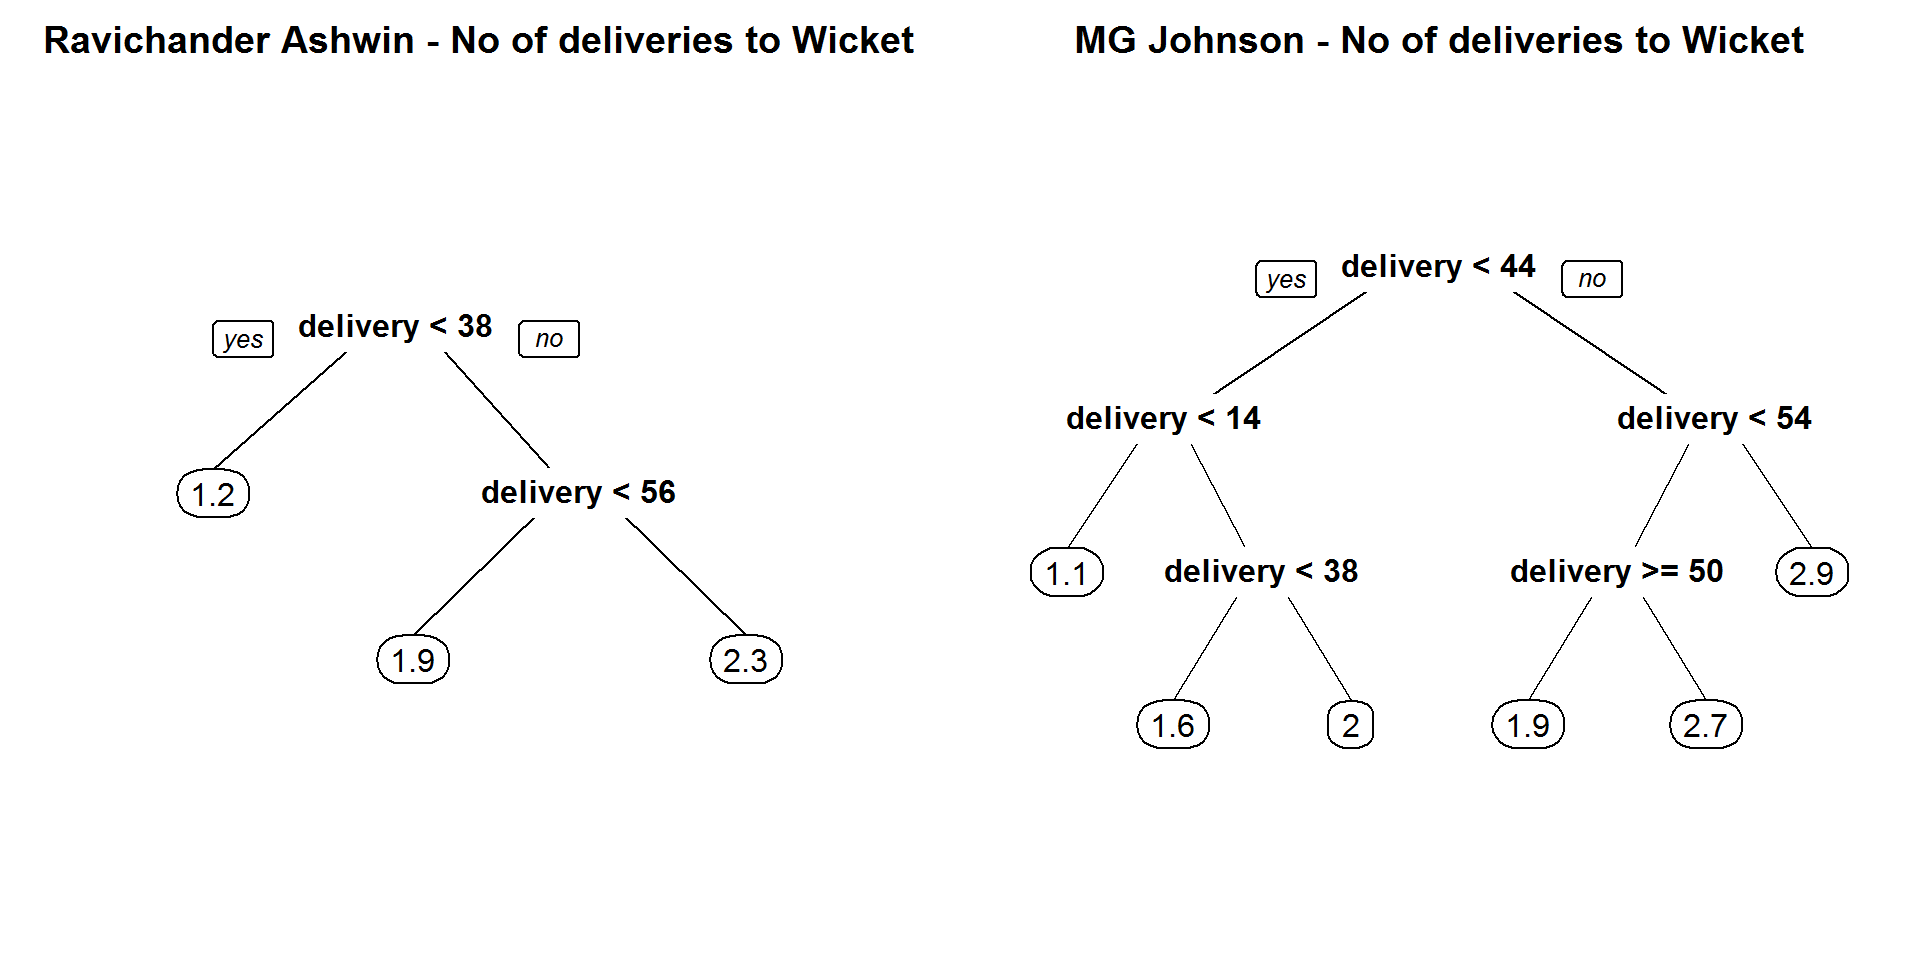 Ravichander Ashwin - No of deliveries to Wicket
yes
delivery < 38
no
1.2
delivery < 56
1.9
2.3
MG Johnson - No of deliveries to Wicket
yes
delivery < 44
no
delivery < 14
delivery < 54
1.1
delivery < 38
delivery >= 50
2.9
1.6
2
1.9
2.7